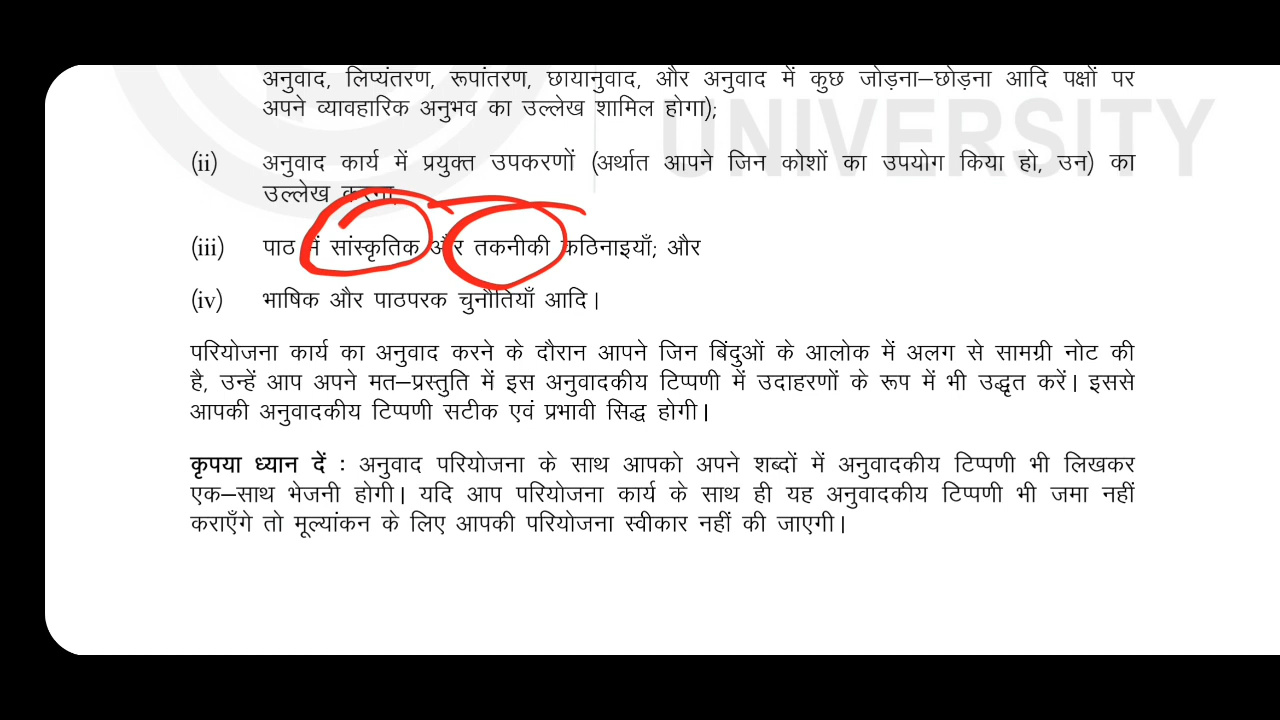 अनुवाद, लिप्यंतरण, रूपांतरण, छायानुवाद, और अनुवाद में कुछ जोड़ना–छोड़ना आदि पक्षों पर
अपने व्यावहारिक अनुभव का उल्लेख शामिल होगा);
UNIVERSITY
(ii) अनुवाद कार्य में प्रयुक्त उपकरणों (अर्थात आपने जिन कोशों का उपयोग किया हो, उन) का
उल्लेख करना;
(iii) पाठ में सांस्कृतिक और तकनीकी कठिनाइयाँ; और
(iv) भाषिक और पाठपरक चुनौतियाँ आदि।
परियोजना कार्य का अनुवाद करने के दौरान आपने जिन बिंदुओं के आलोक में अलग से सामग्री नोट की
है, उन्हें आप अपने मत–प्रस्तुति में इस अनुवादकीय टिप्पणी में उदाहरणों के रूप में भी उद्धृत करें। इससे
आपकी अनुवादकीय टिप्पणी सटीक एवं प्रभावी सिद्ध होगी।
कृपया ध्यान दें : अनुवाद परियोजना के साथ आपको अपने शब्दों में अनुवादकीय टिप्पणी भी लिखकर
एक–साथ भेजनी होगी। यदि आप परियोजना कार्य के साथ ही यह अनुवादकीय टिप्पणी भी जमा नहीं
कराएँगे तो मूल्यांकन के लिए आपकी परियोजना स्वीकार नहीं की जाएगी।